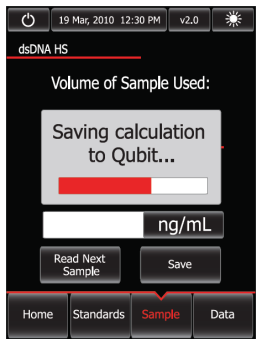 19 Mar, 2010 12:30 PM v2.0
dsDNA HS
Volume of Sample Used:
Saving calculation
to Qubit...
ng/mL
Read Next
Sample
Save
Home Standards Sample Data